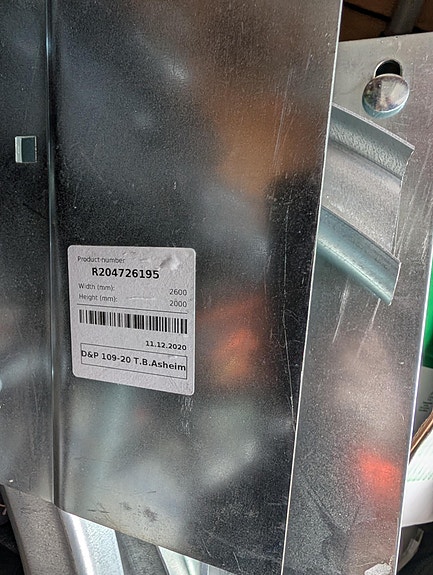 Product number:
R204726195
Width (mm): 2600
Height (mm): 2000
11.12.2020
D&P 109-20 T.B.Asheim